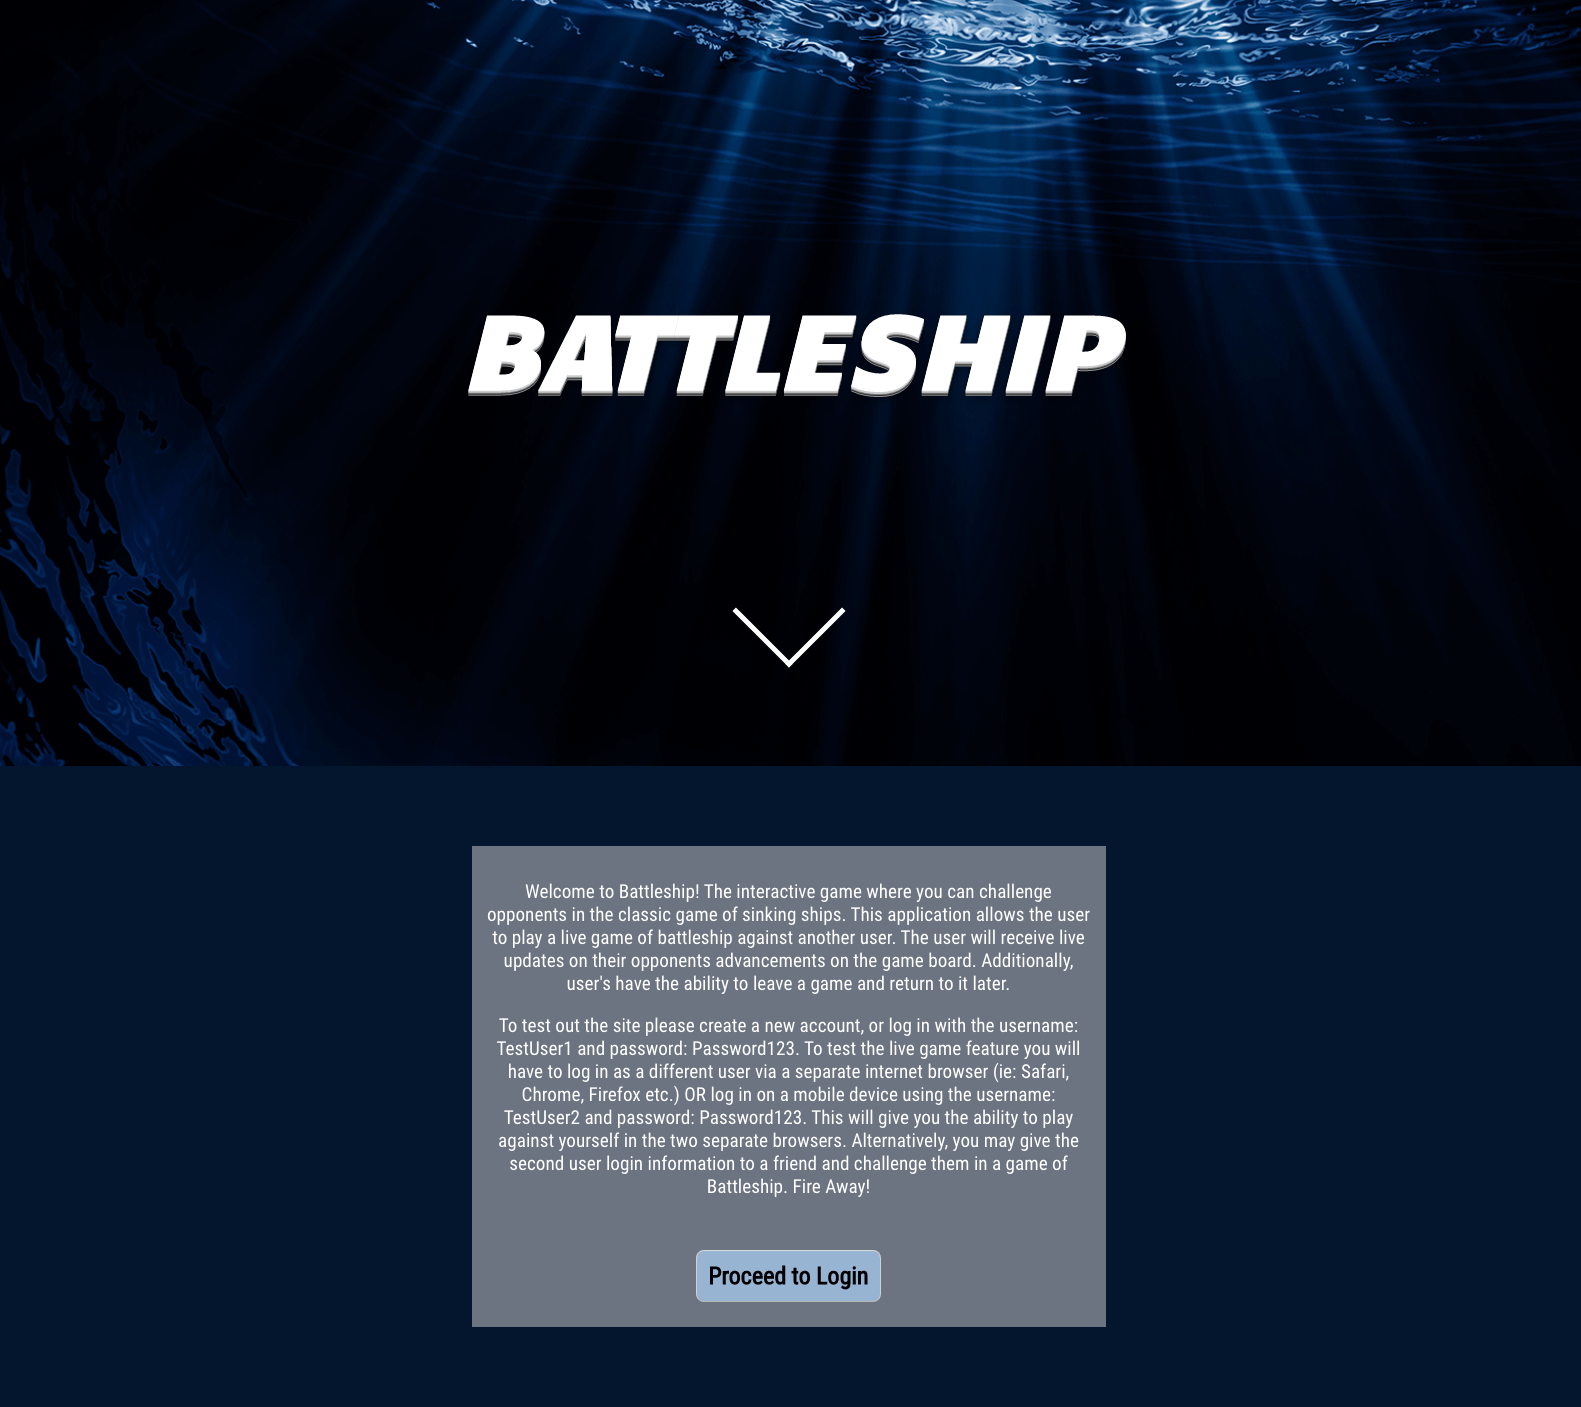 BATTLESHIP
Welcome to Battleship! The interactive game where you can challenge
opponents in the classic game of sinking ships. This application allows the user
to play a live game of battleship against another user. The user will receive live
updates on their opponents advancements on the game board. Additionally,
user's have the ability to leave a game and return to it later.
To test out the site please create a new account, or log in with the username:
TestUser1 and password: Password123. To test the live game feature you will
have to log in as a different user via a separate internet browser (ie: Safari,
Chrome, Firefox etc.) OR log in on a mobile device using the username:
TestUser2 and password: Password123. This will give you the ability to play
against yourself in the two separate browsers. Alternatively, you may give the
second user login information to a friend and challenge them in a game of
Battleship. Fire Away!
Proceed to Login